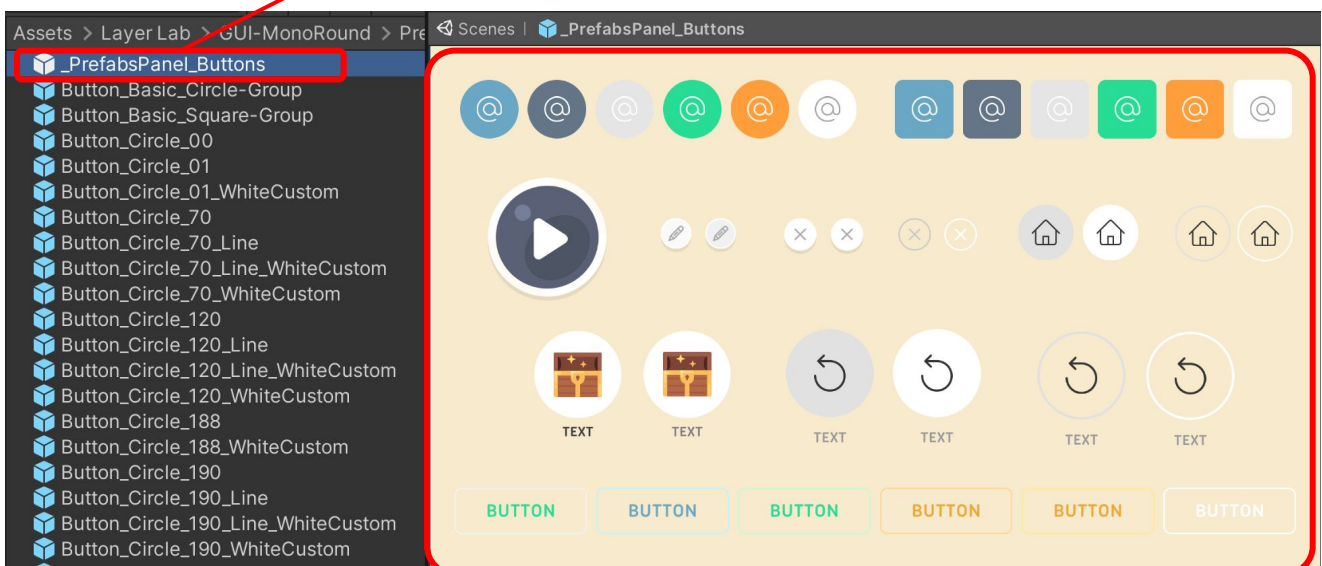 Assets > Layer Lab > GUI-MonoRound > Pre
_PrefabsPanel_Buttons
Button_Basic_Circle-Group
Button_Basic_Square-Group
Button_Circle_00
Button_Circle_01
Button_Circle_01_WhiteCustom
Button_Circle_70
Button_Circle_70_Line
Button_Circle_70_Line_WhiteCustom
Button_Circle_70_WhiteCustom
Button_Circle_120
Button_Circle_120_Line
Button_Circle_120_Line_WhiteCustom
Button_Circle_120_WhiteCustom
Button_Circle_188
Button_Circle_188_WhiteCustom
Button_Circle_190
Button_Circle_190_Line
Button_Circle_190_Line_WhiteCustom
Button_Circle_190_WhiteCustom
Scenes | _PrefabsPanel_Buttons
@ @ @ @ @ @ @ @ @ @ @ @
TEXT TEXT TEXT TEXT TEXT TEXT
BUTTON BUTTON BUTTON BUTTON BUTTON BUTTON